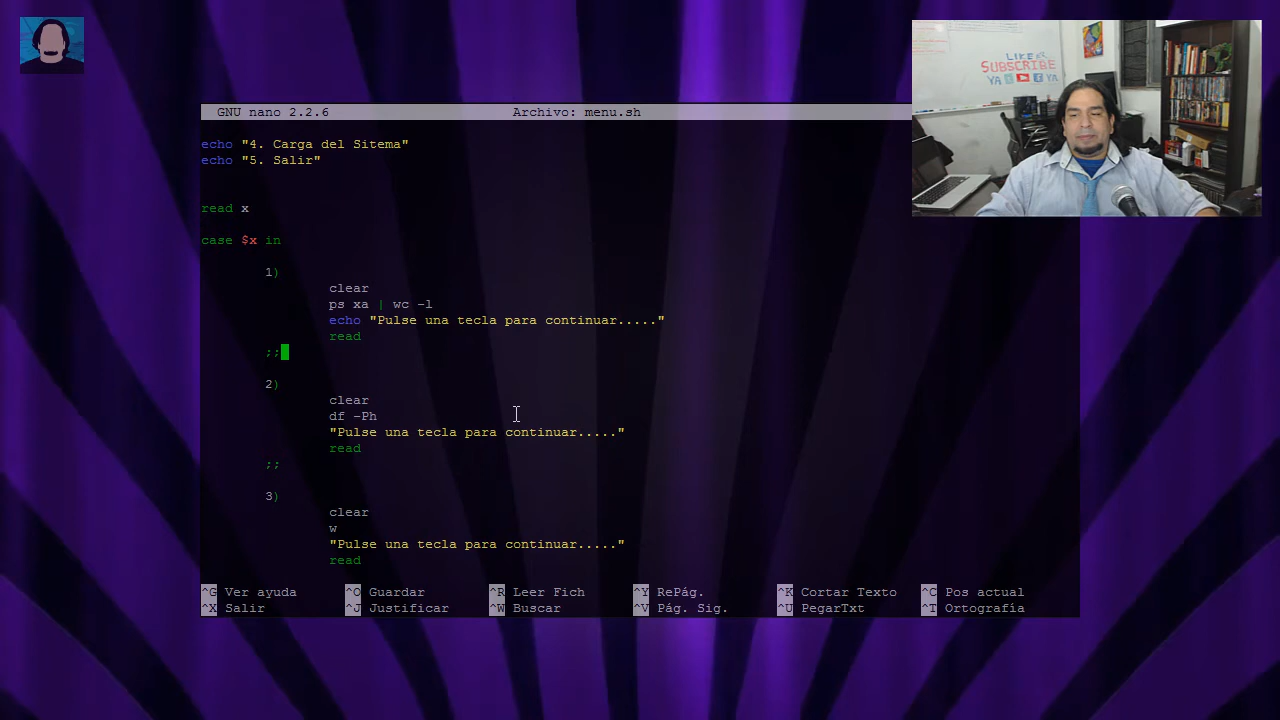 LIKE
SUBSCRIBE
YA
YA
GNU nano 2.2.6 Archivo: menu.sh
echo "4. Carga del Sitema"
echo "5. Salir"
read x
case $x in
1)
clear
ps xa | wc -l
echo "Pulse una tecla para continuar....."
read
;;
2)
clear
df -Ph
"Pulse una tecla para continuar....."
read
;;
3)
clear
w
"Pulse una tecla para continuar....."
read
^G Ver ayuda ^O Guardar ^R Leer Fich ^Y RePág. ^K Cortar Texto ^C Pos actual
^X Salir ^J Justificar ^W Buscar ^V Pág. Sig. ^U PegarTxt ^T Ortografía